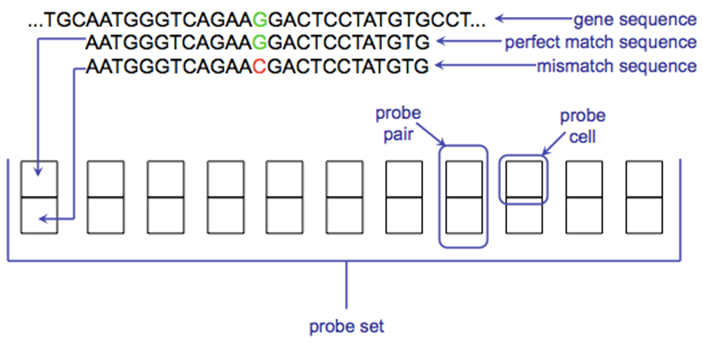 ...TGCAATGGGTCAGAAGGACTCCTATGTGCCT... gene sequence
AATGGGTCAGAAGGACTCCTATGTG perfect match sequence
AATGGGTCAGAACGACTCCTATGTG mismatch sequence
probe
pair
probe
cell
probe set